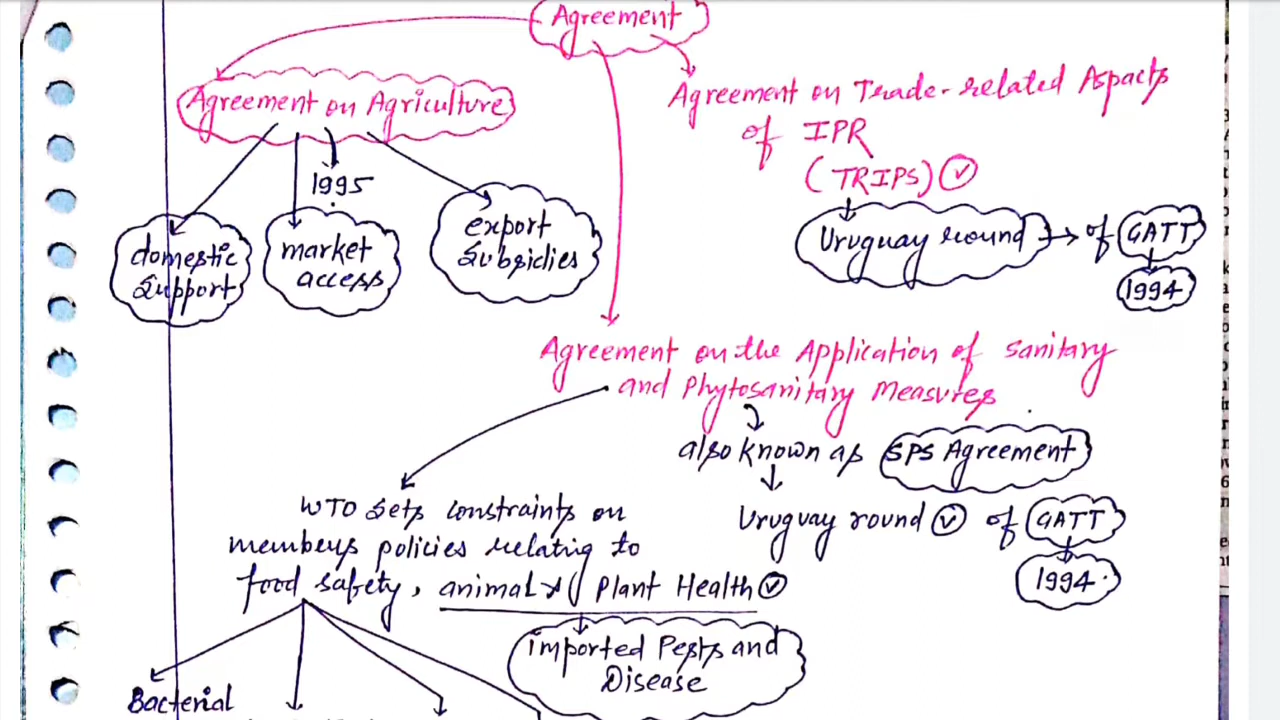 Agreement
Agreement on Agriculture
Agreement on Trade-related Aspects
of IPR
(TRIPS)
1995
domestic
support
market
access
export
subsidies
Uruguay round → of GATT
1994
Agreement on the Application of sanitary
and Phytosanitary Measures
also known as SPS Agreement
Uruguay round of GATT
1994
WTO sets constraints on
members policies relating to
food safety, animal Plant Health
imported Pests and
Disease
Bacterial